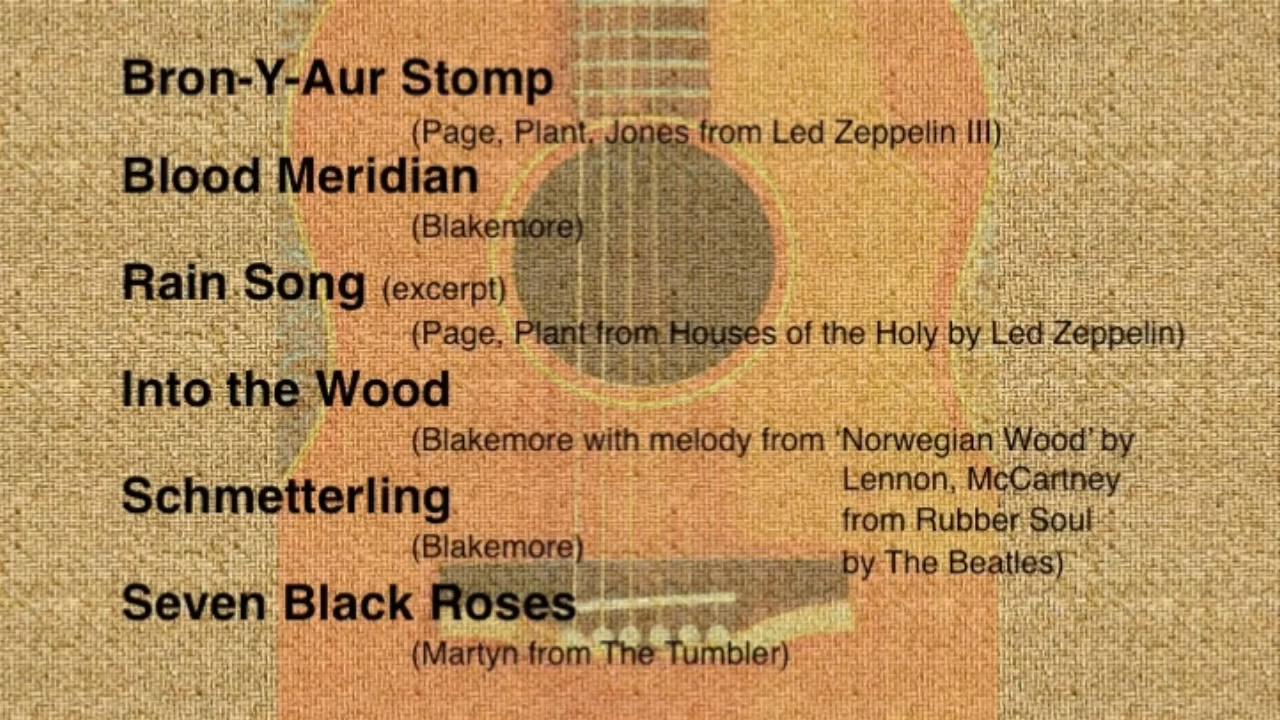 Bron-Y-Aur Stomp
(Page, Plant, Jones from Led Zeppelin III)
Blood Meridian
(Blakemore)
Rain Song (excerpt)
(Page, Plant from Houses of the Holy by Led Zeppelin)
Into the Wood
(Blakemore with melody from ‘Norwegian Wood’ by
Lennon, McCartney
from Rubber Soul
by The Beatles)
Schmetterling
(Blakemore)
Seven Black Roses
(Martyn from The Tumbler)